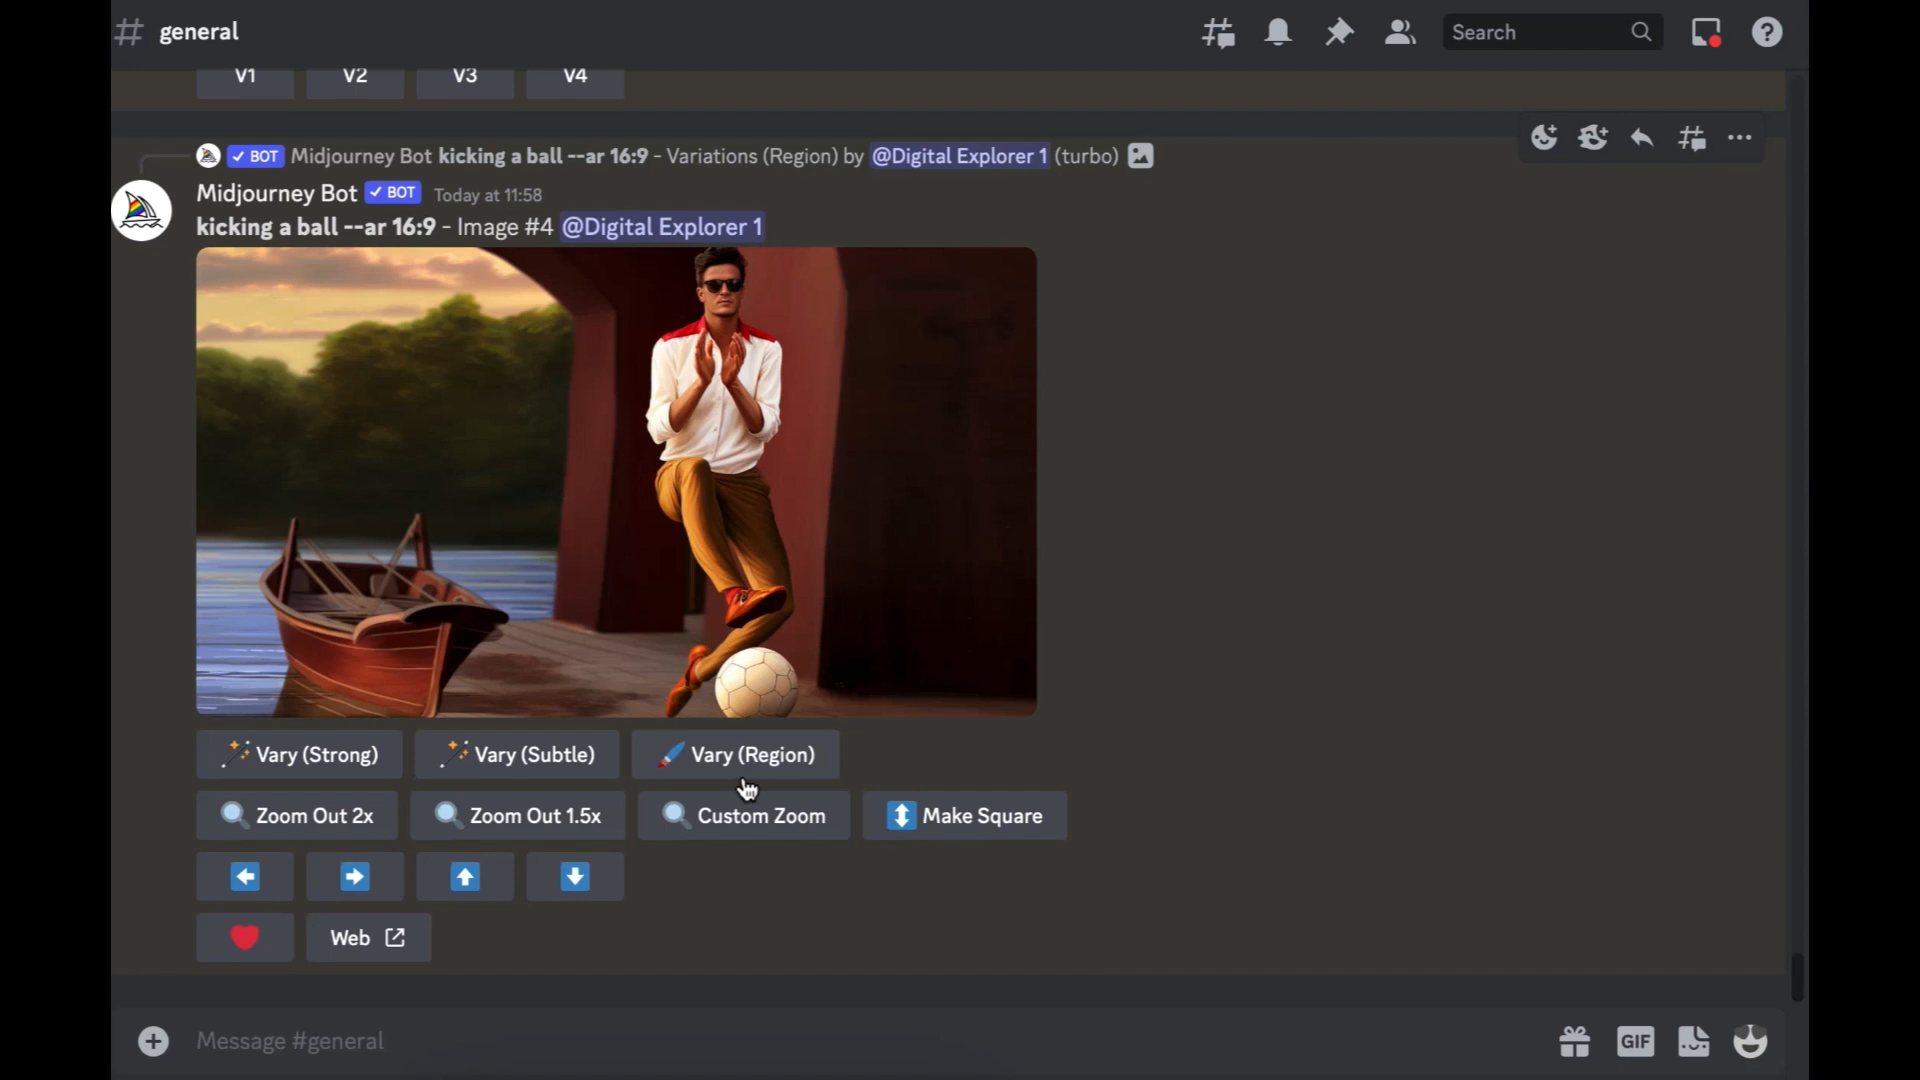 general
Search
V1 V2 V3 V4
BOT Midjourney Bot kicking a ball --ar 16:9 - Variations (Region) by @Digital Explorer 1 (turbo)
Midjourney Bot BOT Today at 11:58
kicking a ball --ar 16:9 - Image #4 @Digital Explorer 1
Vary (Strong) Vary (Subtle) Vary (Region)
Zoom Out 2x Zoom Out 1.5x Custom Zoom Make Square
Web
Message #general GIF